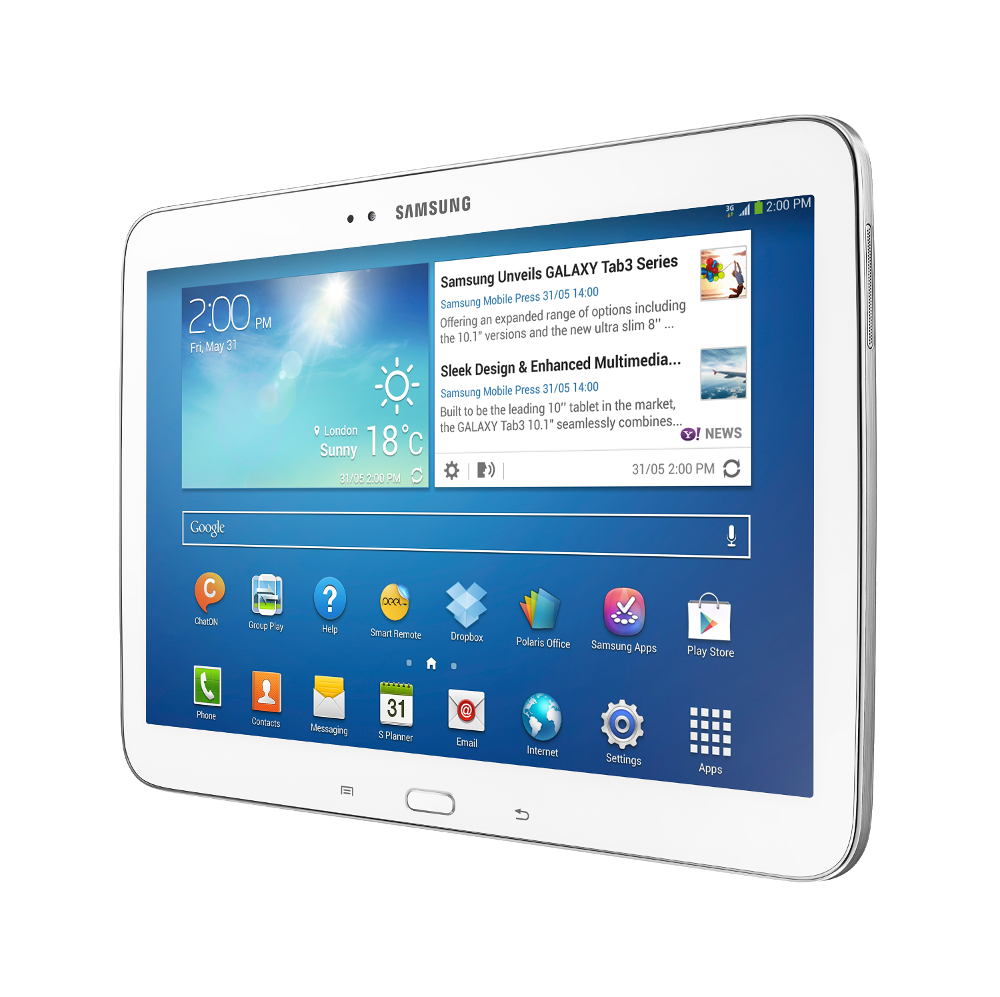 SAMSUNG
3G 2:00 PM
2:00 PM
Fri, May 31
London
Sunny 18°C
31/05 2:00 PM
Samsung Unveils GALAXY Tab3 Series
Samsung Mobile Press 31/05 14:00
Offering an expanded range of options including
the 10.1" versions and the new ultra slim 8" ...
Sleek Design & Enhanced Multimedia...
Samsung Mobile Press 31/05 14:00
Built to be the leading 10" tablet in the market,
the GALAXY Tab3 10.1" seamlessly combines...
Y! NEWS
31/05 2:00 PM
Google
C
ChatON
Group Play
?
Help
peel
Smart Remote
Dropbox
Polaris Office
Samsung Apps
Play Store
Phone
Contacts
Messaging
31
S Planner
@
Email
Internet
Settings
Apps